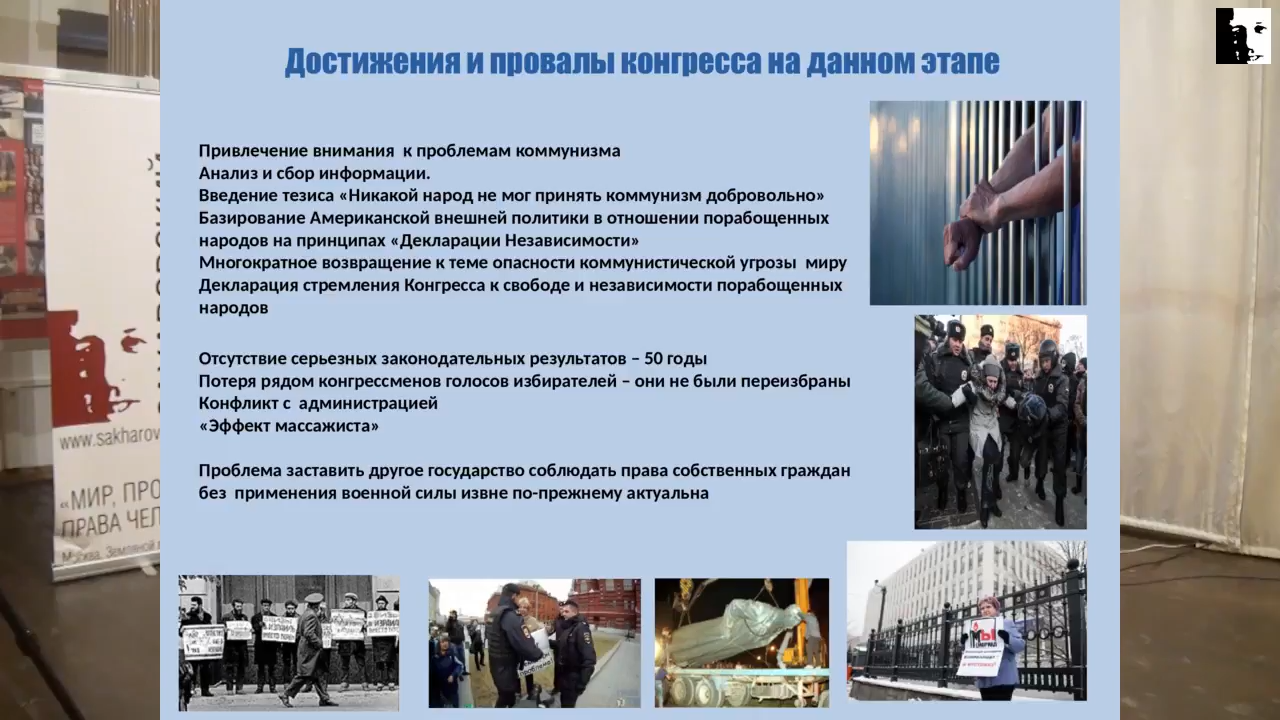 Достижения и провалы конгресса на данном этапе
Привлечение внимания к проблемам коммунизма
Анализ и сбор информации.
Введение тезиса «Никакой народ не мог принять коммунизм добровольно»
Базирование Американской внешней политики в отношении порабощенных
народов на принципах «Декларации Независимости»
Многократное возвращение к теме опасности коммунистической угрозы миру
Декларация стремления Конгресса к свободе и независимости порабощенных
народов
Отсутствие серьезных законодательных результатов – 50 годы
Потеря рядом конгрессменов голосов избирателей – они не были переизбраны
Конфликт с администрацией
«Эффект массажиста»
Проблема заставить другое государство соблюдать права собственных граждан
без применения военной силы извне по-прежнему актуальна
www.sakharov
«МИР, ПРО
ПРАВА ЧЕЛ
МЫ